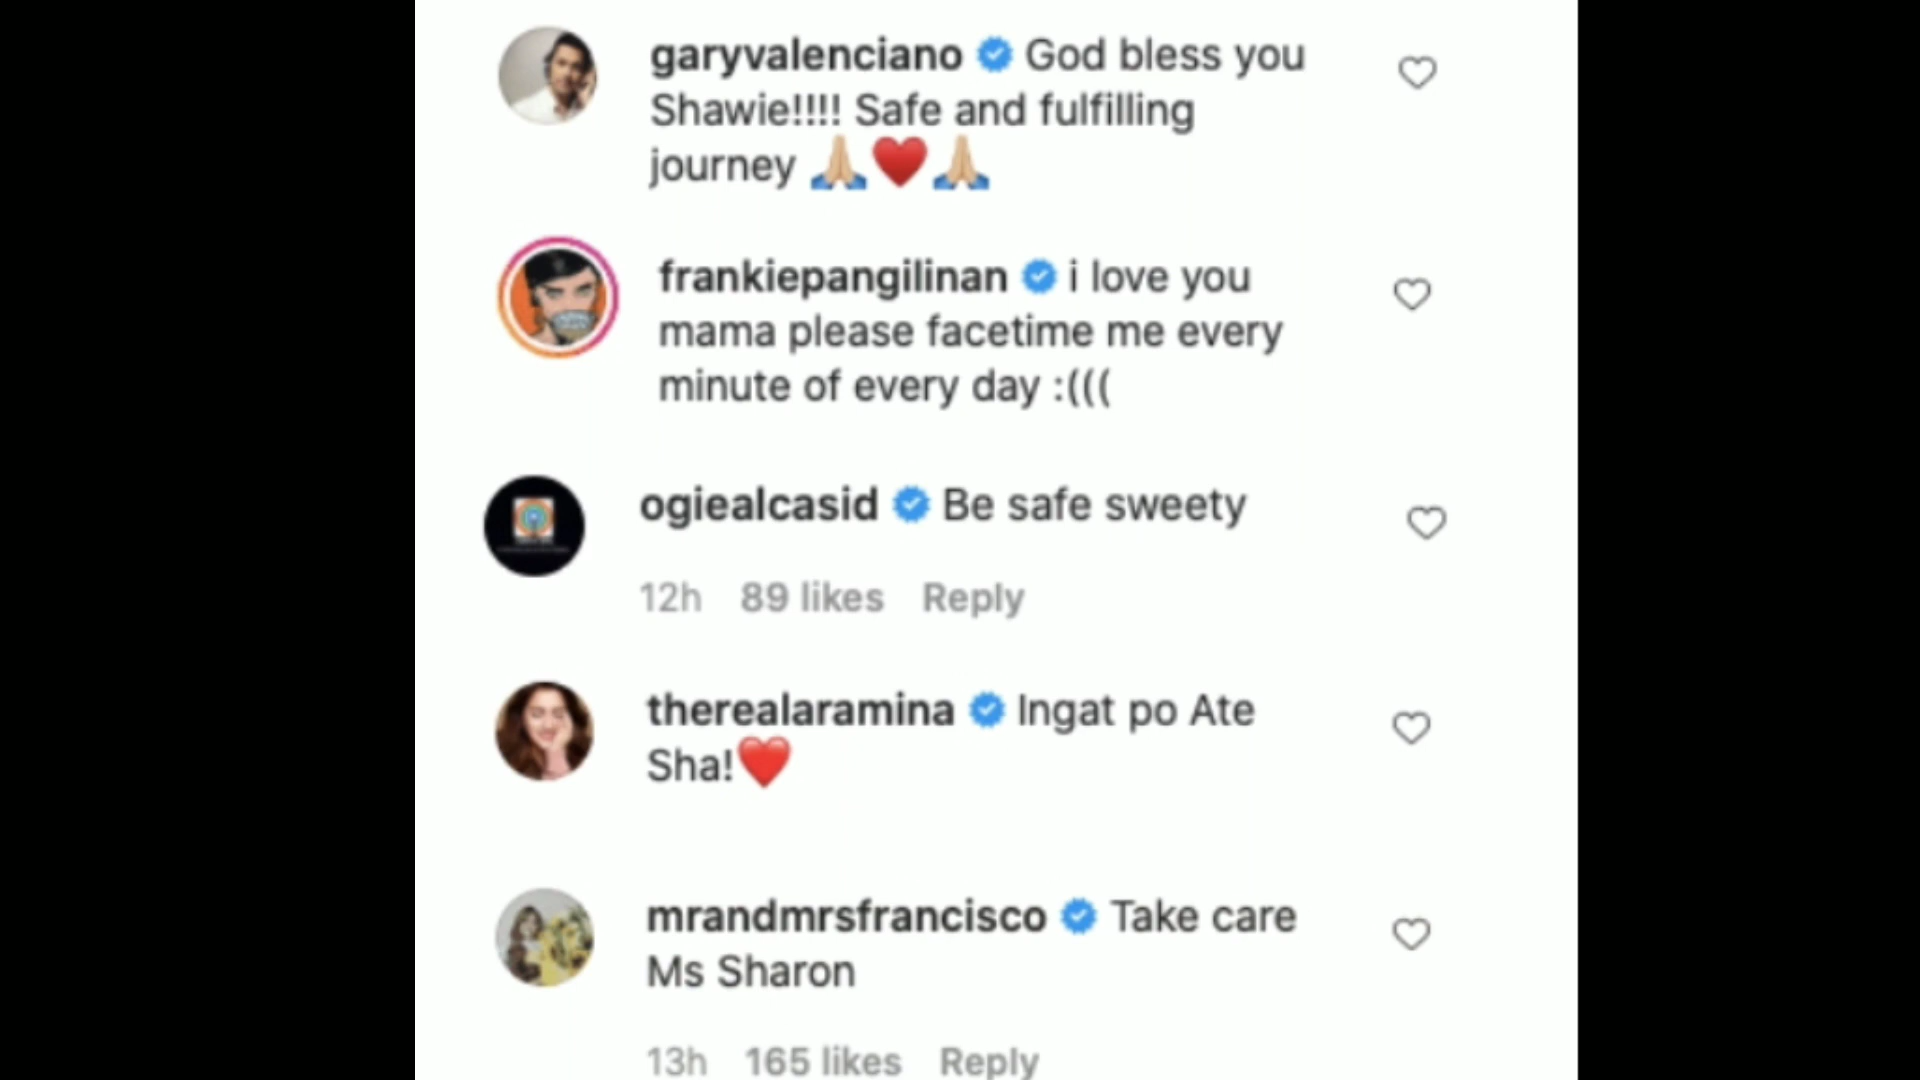 garyvalenciano God bless you
Shawie!!!! Safe and fulfilling
journey 🙏🏼❤️🙏🏼
frankiepangilinan i love you
mama please facetime me every
minute of every day :(((
ogiealcasid Be safe sweety
12h 89 likes Reply
therealaramina Ingat po Ate
Sha!❤️
mrandmrsfrancisco Take care
Ms Sharon
13h 165 likes Reply